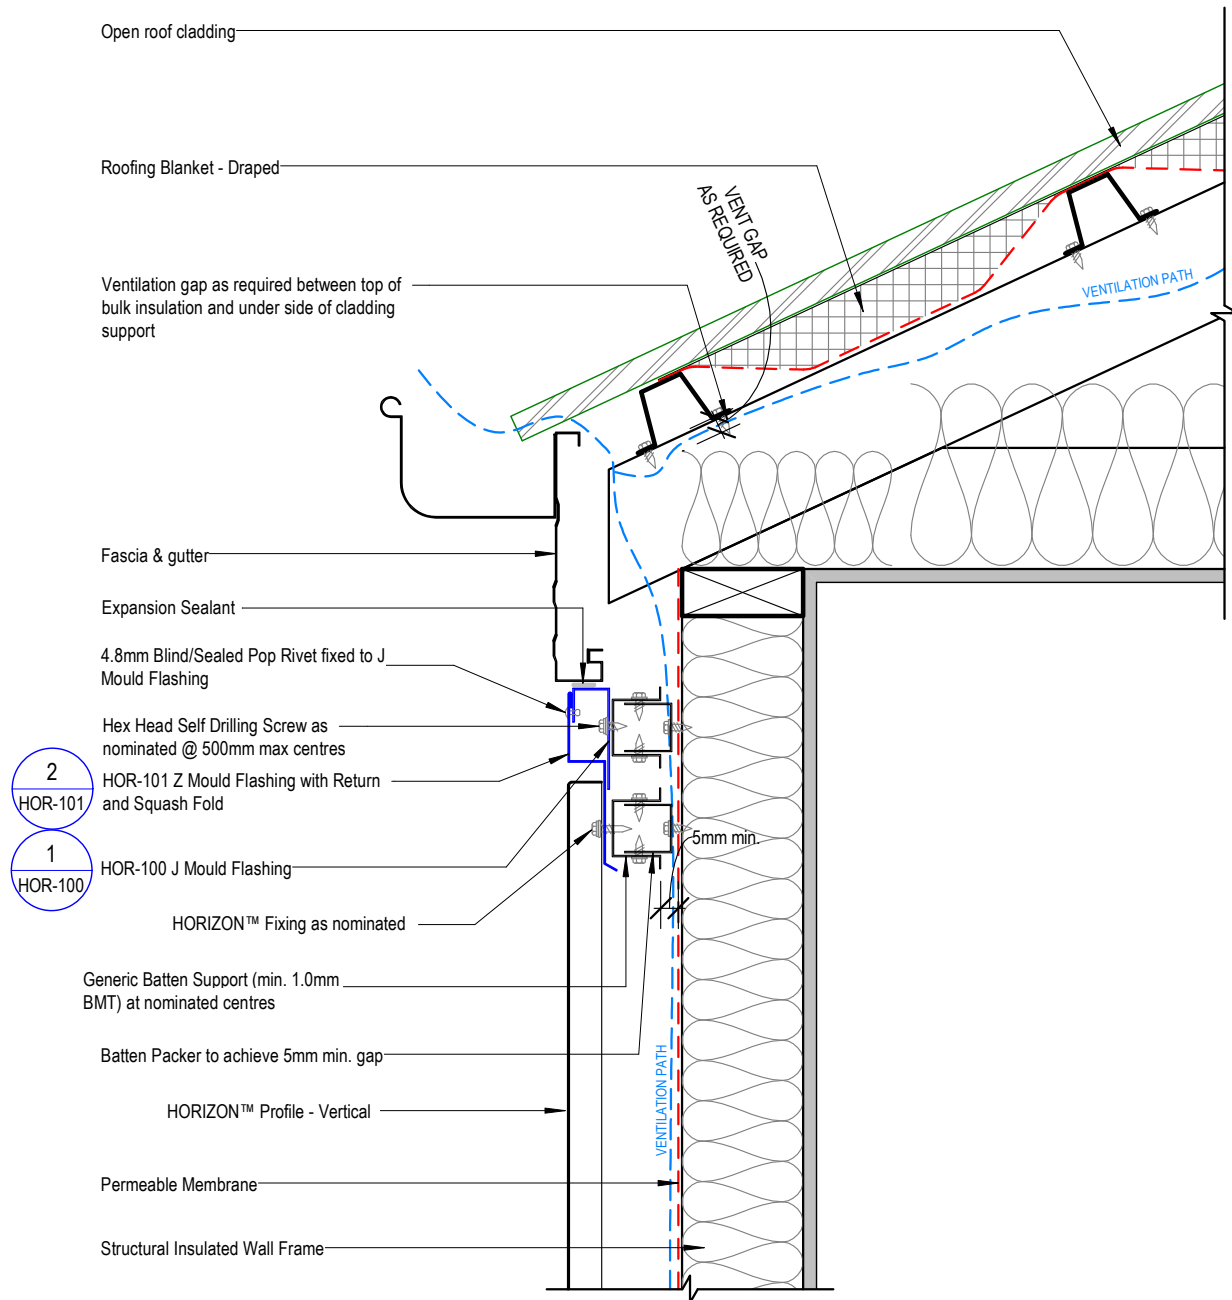 Open roof cladding
Roofing Blanket - Draped
VENT GAP
AS REQUIRED
Ventilation gap as required between top of
bulk insulation and under side of cladding
support
VENTILATION PATH
Fascia & gutter
Expansion Sealant
4.8mm Blind/Sealed Pop Rivet fixed to J
Mould Flashing
Hex Head Self Drilling Screw as
nominated @ 500mm max centres
2
HOR-101
HOR-101 Z Mould Flashing with Return
and Squash Fold
5mm min.
1
HOR-100
HOR-100 J Mould Flashing
HORIZON™ Fixing as nominated
Generic Batten Support (min. 1.0mm
BMT) at nominated centres
Batten Packer to achieve 5mm min. gap
VENTILATION PATH
HORIZON™ Profile - Vertical
Permeable Membrane
Structural Insulated Wall Frame